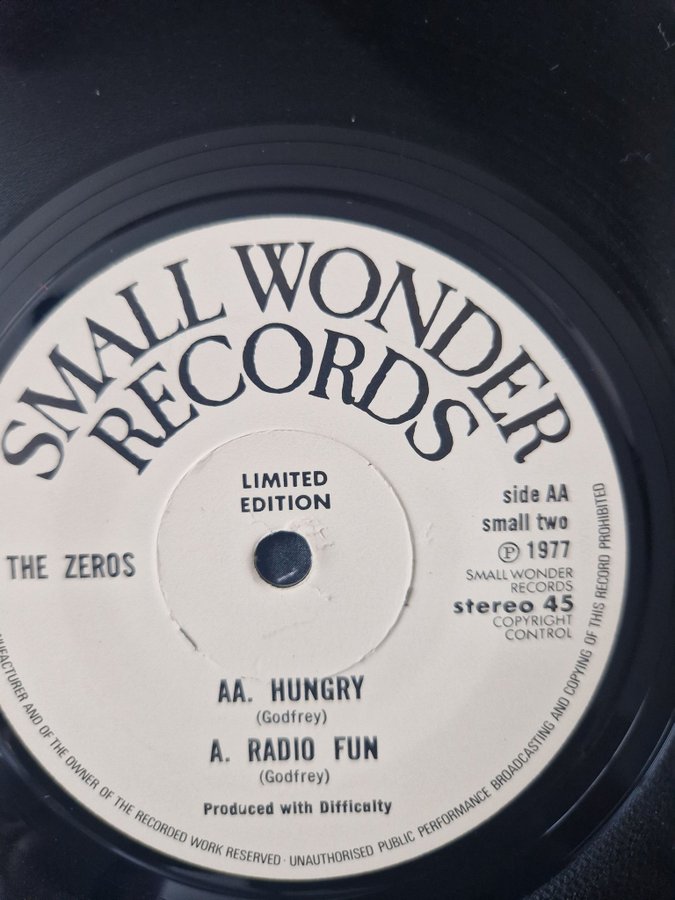 SMALL WONDER
RECORDS
LIMITED
EDITION
THE ZEROS
side AA
small two
Ⓟ 1977
SMALL WONDER
RECORDS
stereo 45
COPYRIGHT
CONTROL
AA. HUNGRY
(Godfrey)
A. RADIO FUN
(Godfrey)
Produced with Difficulty
AND OF THE OWNER OF THE RECORDED WORK RESERVED · UNAUTHORISED PUBLIC PERFORMANCE BROADCASTING AND COPYING OF THIS RECORD PROHIBITED